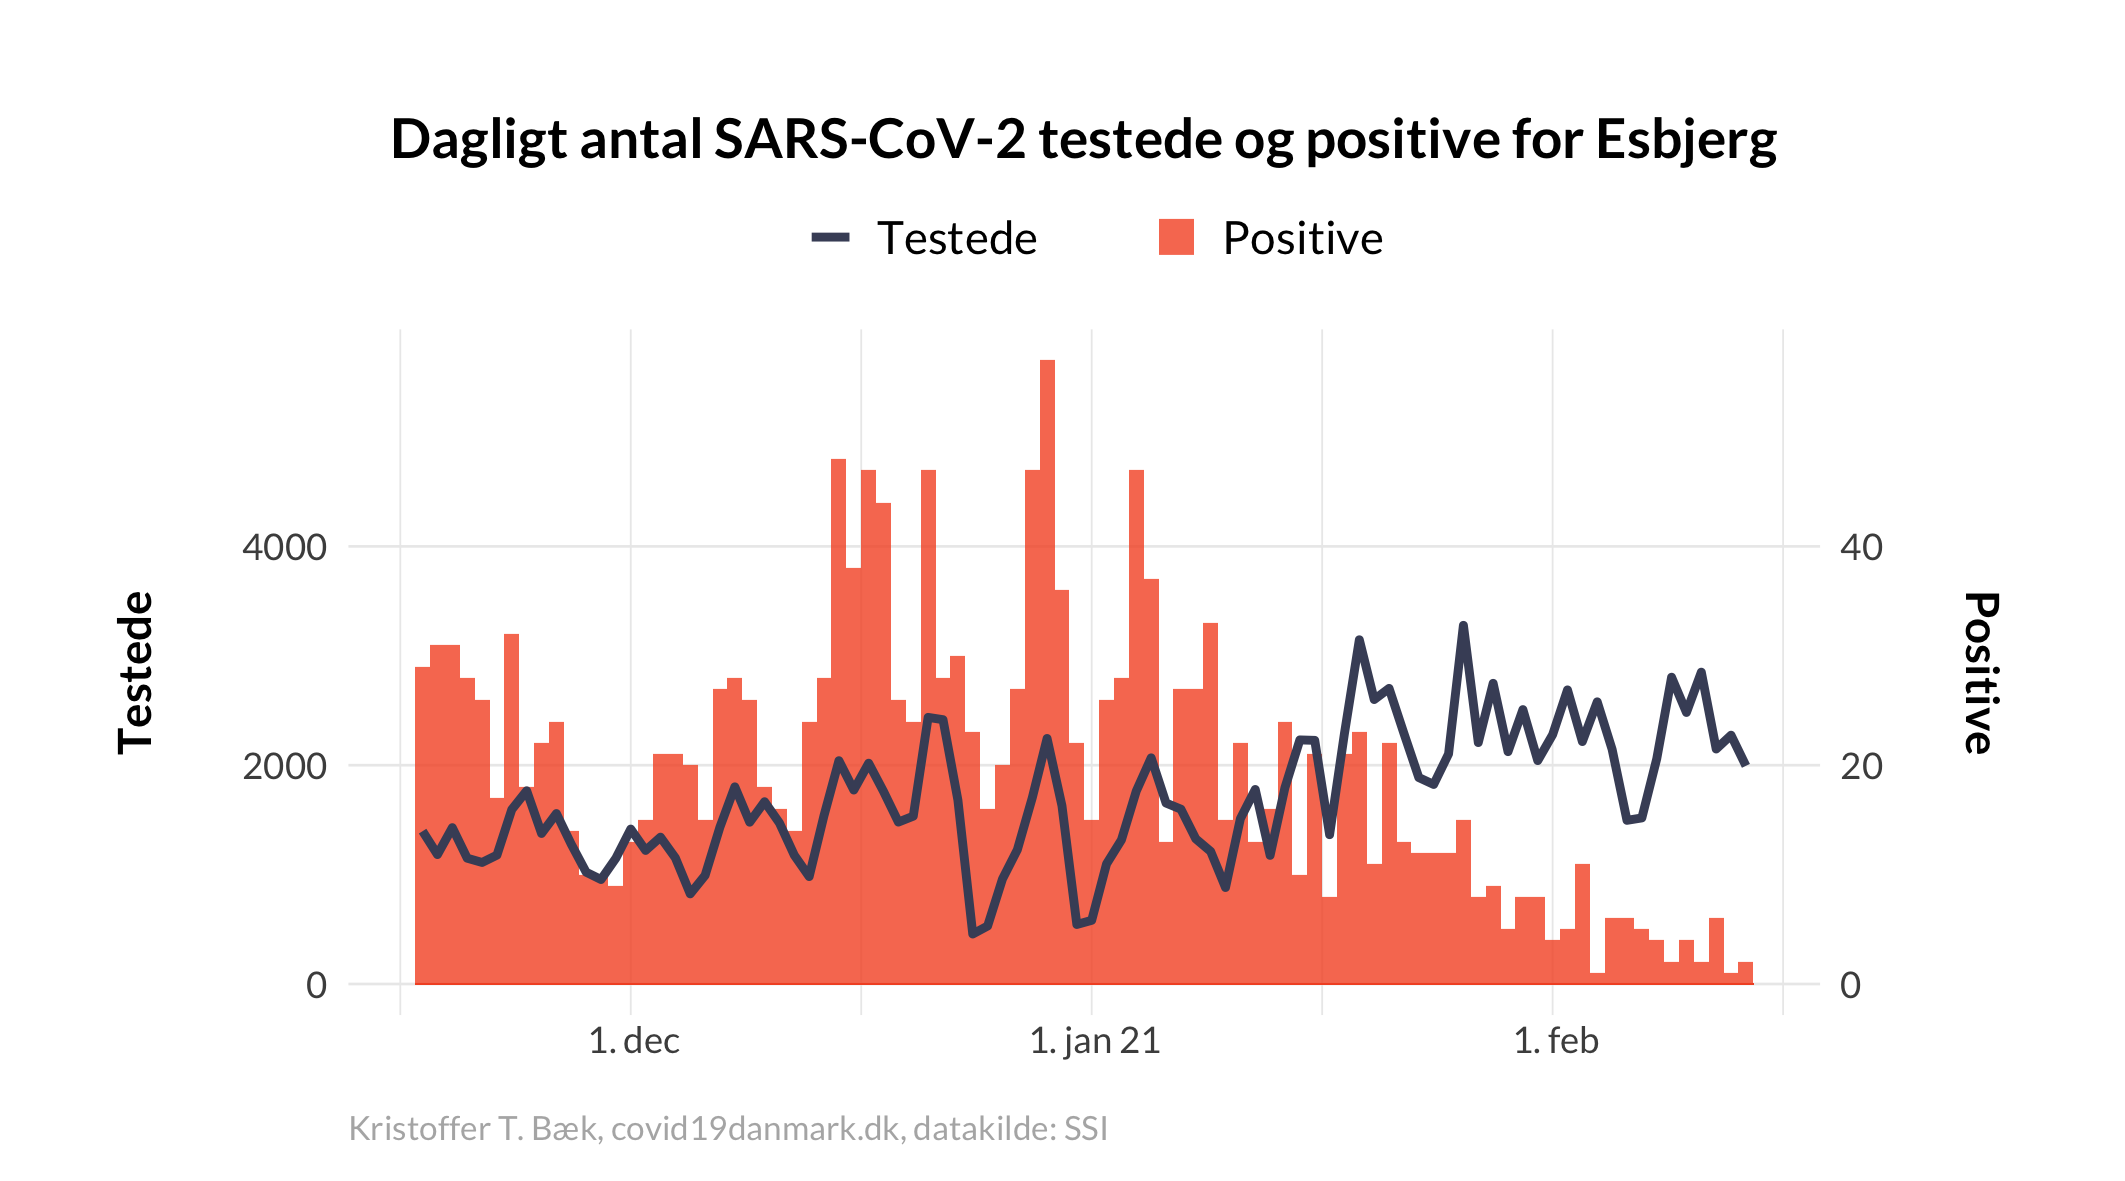 Dagligt antal SARS-CoV-2 testede og positive for Esbjerg
Testede
Positive
4000
2000
0
Testede
40
20
0
Positive
1. dec
1. jan 21
1. feb
Kristoffer T. Bæk, covid19danmark.dk, datakilde: SSI